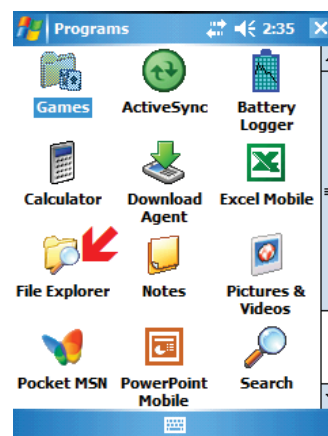 Programs 2:35
Games ActiveSync Battery
Logger
Calculator Download Excel Mobile
Agent
File Explorer Notes Pictures &
Videos
Pocket MSN PowerPoint Search
Mobile